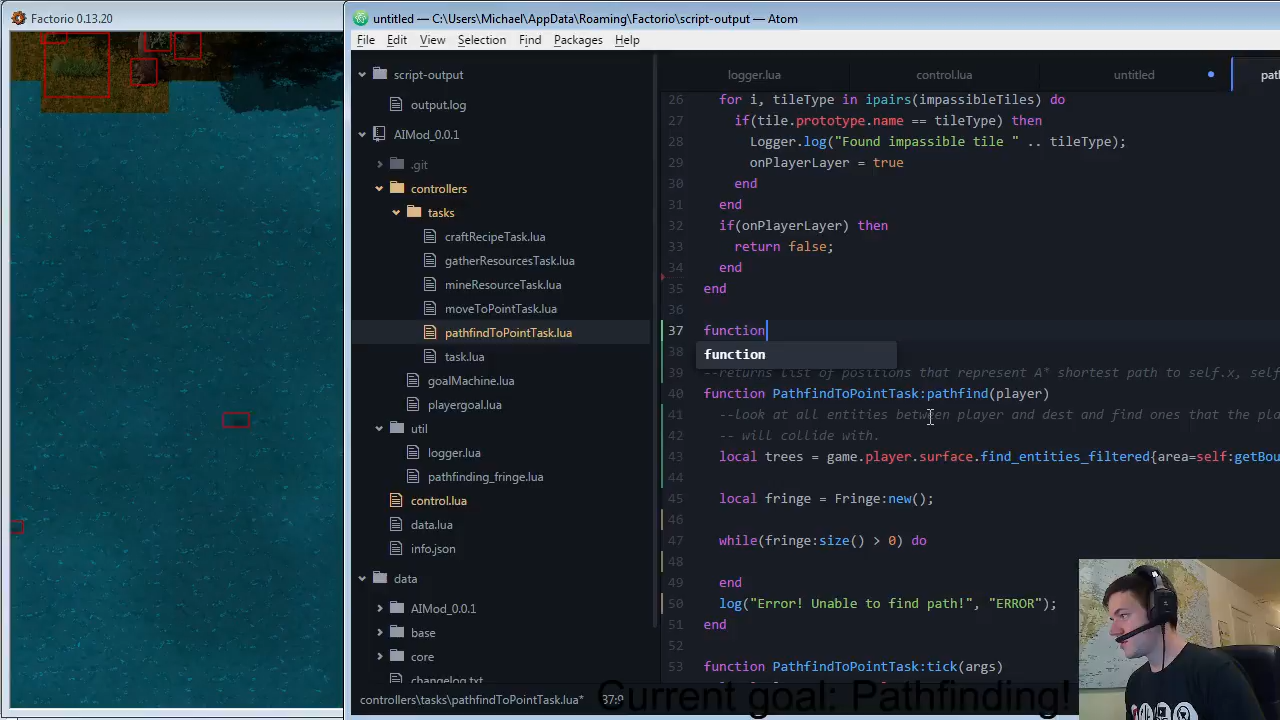 Factorio 0.13.20
untitled — C:\Users\Michael\AppData\Roaming\Factorio\script-output — Atom
File Edit View Selection Find Packages Help
script-output
output.log
AIMod_0.0.1
.git
controllers
tasks
craftRecipeTask.lua
gatherResourcesTask.lua
mineResourceTask.lua
moveToPointTask.lua
pathfindToPointTask.lua
task.lua
goalMachine.lua
playergoal.lua
util
logger.lua
pathfinding_fringe.lua
control.lua
data.lua
info.json
data
AIMod_0.0.1
base
core
changelog.txt
controllers\tasks\pathfindToPointTask.lua* 37:9
logger.lua control.lua untitled pat
26 for i, tileType in ipairs(impassibleTiles) do
27 if(tile.prototype.name == tileType) then
28 Logger.log("Found impassible tile " .. tileType);
29 onPlayerLayer = true
30 end
31 end
32 if(onPlayerLayer) then
33 return false;
34 end
35 end
36
37 function
function
38
39 --returns list of positions that represent A* shortest path to self.x, self
40 function PathfindToPointTask:pathfind(player)
41 --look at all entities between player and dest and find ones that the pla
42 -- will collide with.
43 local trees = game.player.surface.find_entities_filtered{area=self:getBou
44
45 local fringe = Fringe:new();
46
47 while(fringe:size() > 0) do
48
49 end
50 log("Error! Unable to find path!", "ERROR");
51 end
52
53 function PathfindToPointTask:tick(args)
Current goal: Pathfinding!